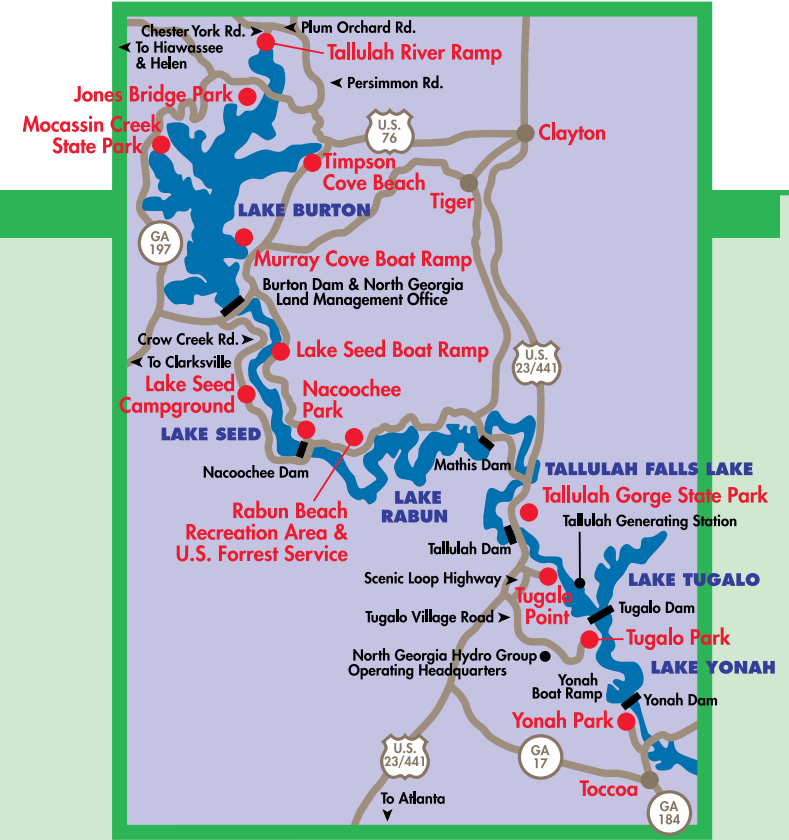 Chester York Rd.
Plum Orchard Rd.
To Hiawassee
& Helen
Tallulah River Ramp
Persimmon Rd.
Jones Bridge Park
Mocassin Creek
State Park
U.S.
76
Clayton
Timpson
Cove Beach
Tiger
LAKE BURTON
GA
197
Murray Cove Boat Ramp
Burton Dam & North Georgia
Land Management Office
Crow Creek Rd.
To Clarksville
Lake Seed Boat Ramp
U.S.
23/441
Lake Seed
Campground
Nacoochee
Park
LAKE SEED
Nacoochee Dam
Mathis Dam
TALLULAH FALLS LAKE
LAKE
RABUN
Tallulah Gorge State Park
Rabun Beach
Recreation Area &
U.S. Forrest Service
Tallulah Generating Station
Tallulah Dam
Scenic Loop Highway
LAKE TUGALO
Tugalo
Point
Tugalo Dam
Tugalo Village Road
Tugalo Park
North Georgia Hydro Group
Operating Headquarters
LAKE YONAH
Yonah
Boat Ramp
Yonah Dam
Yonah Park
U.S.
23/441
GA
17
Toccoa
To Atlanta
GA
184